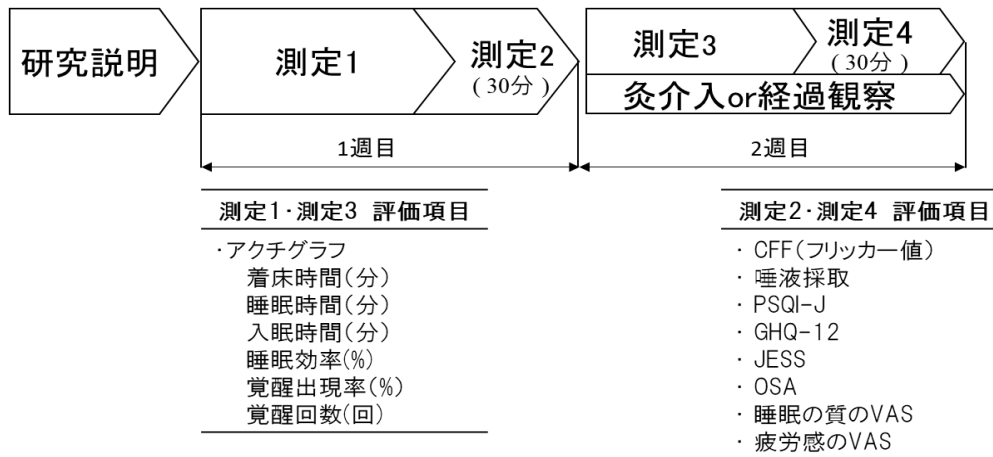 研究説明
測定1
測定2
(30分)
測定3
測定4
(30分)
灸介入or経過観察
1週目
2週目
測定1・測定3 評価項目
・アクチグラフ
着床時間(分)
睡眠時間(分)
入眠時間(分)
睡眠効率(%)
覚醒出現率(%)
覚醒回数(回)
測定2・測定4 評価項目
・ CFF(フリッカー値)
・ 唾液採取
・ PSQI-J
・ GHQ-12
・ JESS
・ OSA
・ 睡眠の質のVAS
・ 疲労感のVAS